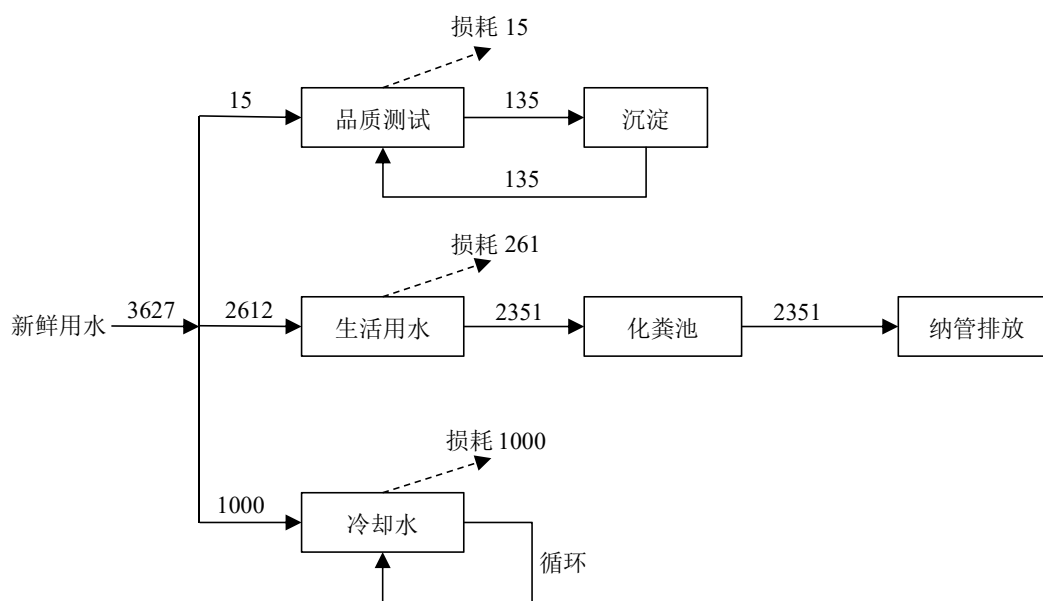 损耗 15
15
品质测试
135
沉淀
135
损耗 261
新鲜用水
3627
2612
生活用水
2351
化粪池
2351
纳管排放
损耗 1000
1000
冷却水
循环